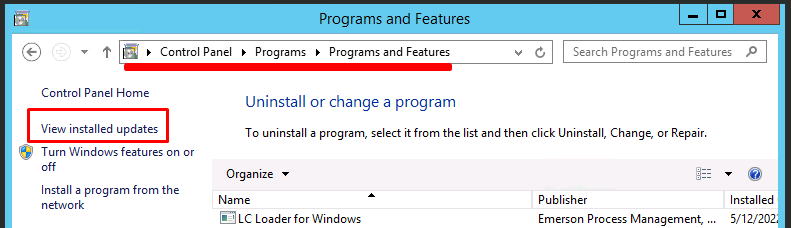 Programs and Features
Control Panel Programs Programs and Features
Search Programs and Features
Control Panel Home
View installed updates
Turn Windows features on or
off
Install a program from the
network
Uninstall or change a program
To uninstall a program, select it from the list and then click Uninstall, Change, or Repair.
Organize
Name Publisher Installed
LC Loader for Windows Emerson Process Management, ... 5/12/202